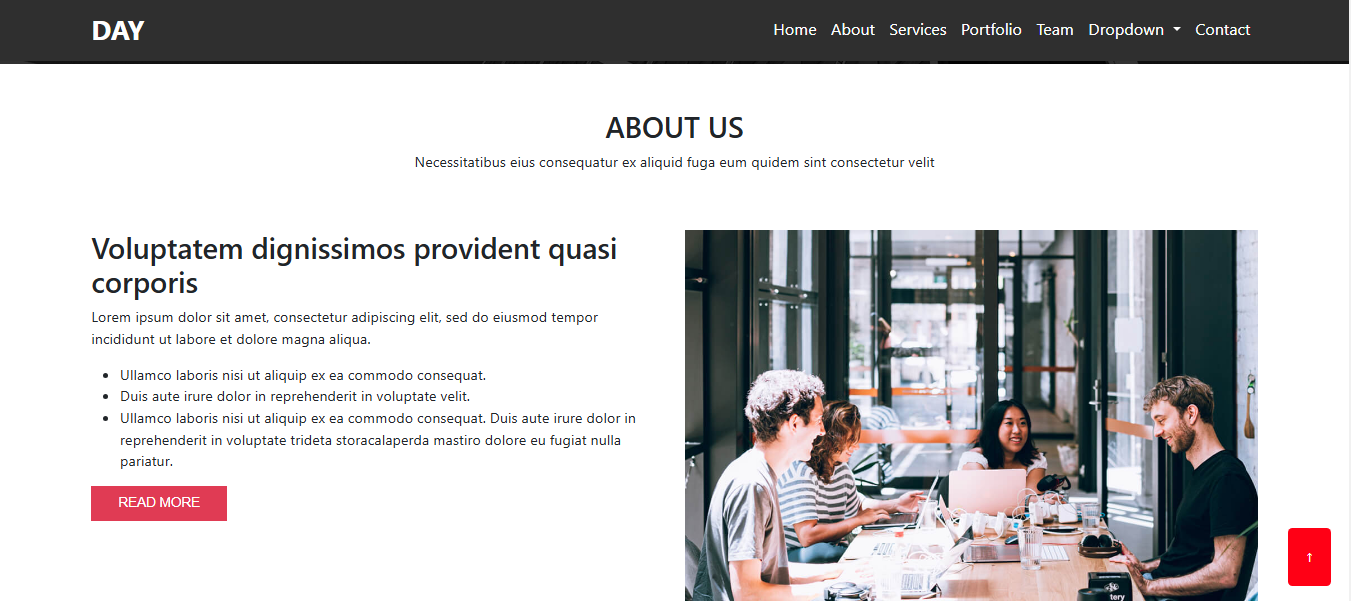 DAY
Home About Services Portfolio Team Dropdown Contact
ABOUT US
Necessitatibus eius consequatur ex aliquid fuga eum quidem sint consectetur velit
Voluptatem dignissimos provident quasi
corporis
Lorem ipsum dolor sit amet, consectetur adipiscing elit, sed do eiusmod tempor
incididunt ut labore et dolore magna aliqua.
• Ullamco laboris nisi ut aliquip ex ea commodo consequat.
• Duis aute irure dolor in reprehenderit in voluptate velit.
• Ullamco laboris nisi ut aliquip ex ea commodo consequat. Duis aute irure dolor in
reprehenderit in voluptate trideta storacalaperda mastiro dolore eu fugiat nulla
pariatur.
READ MORE
↑
tery